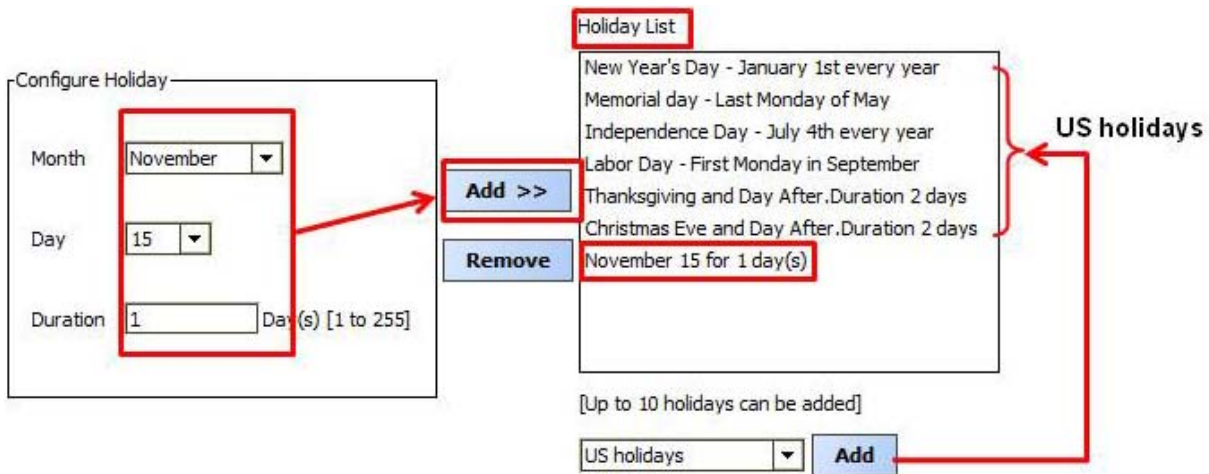 Configure Holiday
Month November
Day 15
Duration 1 Day(s) [1 to 255]
Add >>
Remove
Holiday List
New Year's Day - January 1st every year
Memorial day - Last Monday of May
Independence Day - July 4th every year
Labor Day - First Monday in September
Thanksgiving and Day After.Duration 2 days
Christmas Eve and Day After.Duration 2 days
November 15 for 1 day(s)
[Up to 10 holidays can be added]
US holidays Add
US holidays